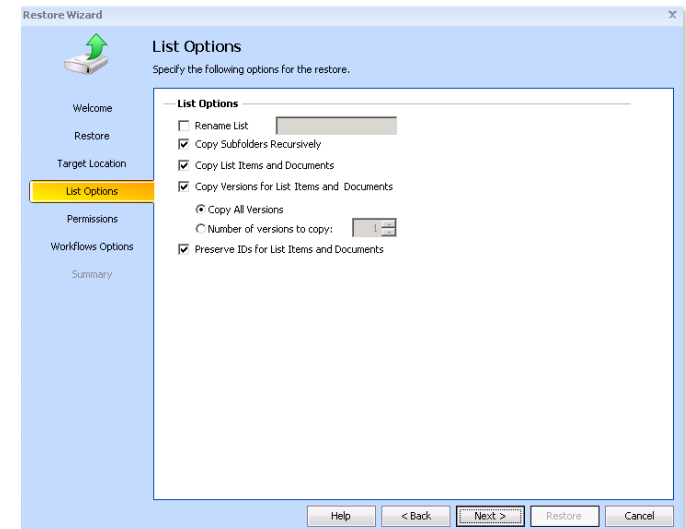 Restore Wizard
X
List Options
Specify the following options for the restore.
Welcome
Restore
Target Location
List Options
Permissions
Workflows Options
Summary
List Options
Rename List
Copy Subfolders Recursively
Copy List Items and Documents
Copy Versions for List Items and Documents
Copy All Versions
Number of versions to copy: 1
Preserve IDs for List Items and Documents
Help < Back Next > Restore Cancel